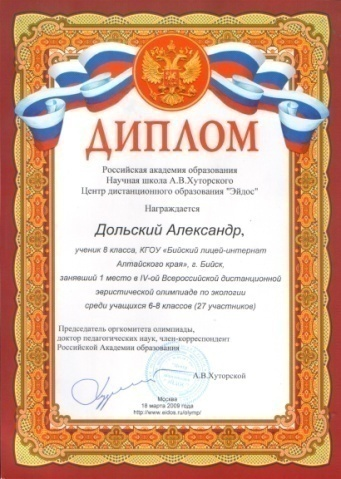 ДИПЛОМ
Российская академия образования
Научная школа А.В.Хуторского
Центр дистанционного образования "Эйдос"
Награждается
Дольский Александр,
ученик 8 класса, КГОУ «Бийский лицей-интернат
Алтайского края», г. Бийск,
занявший 1 место в IV-ой Всероссийской дистанционной
эвристической олимпиаде по экологии
среди учащихся 6-8 классов (27 участников)
Председатель оргкомитета олимпиады,
доктор педагогических наук, член-корреспондент
Российской Академии образования
А.В.Хуторской
Москва
18 марта 2009 года
http://www.eidos.ru/olymp/